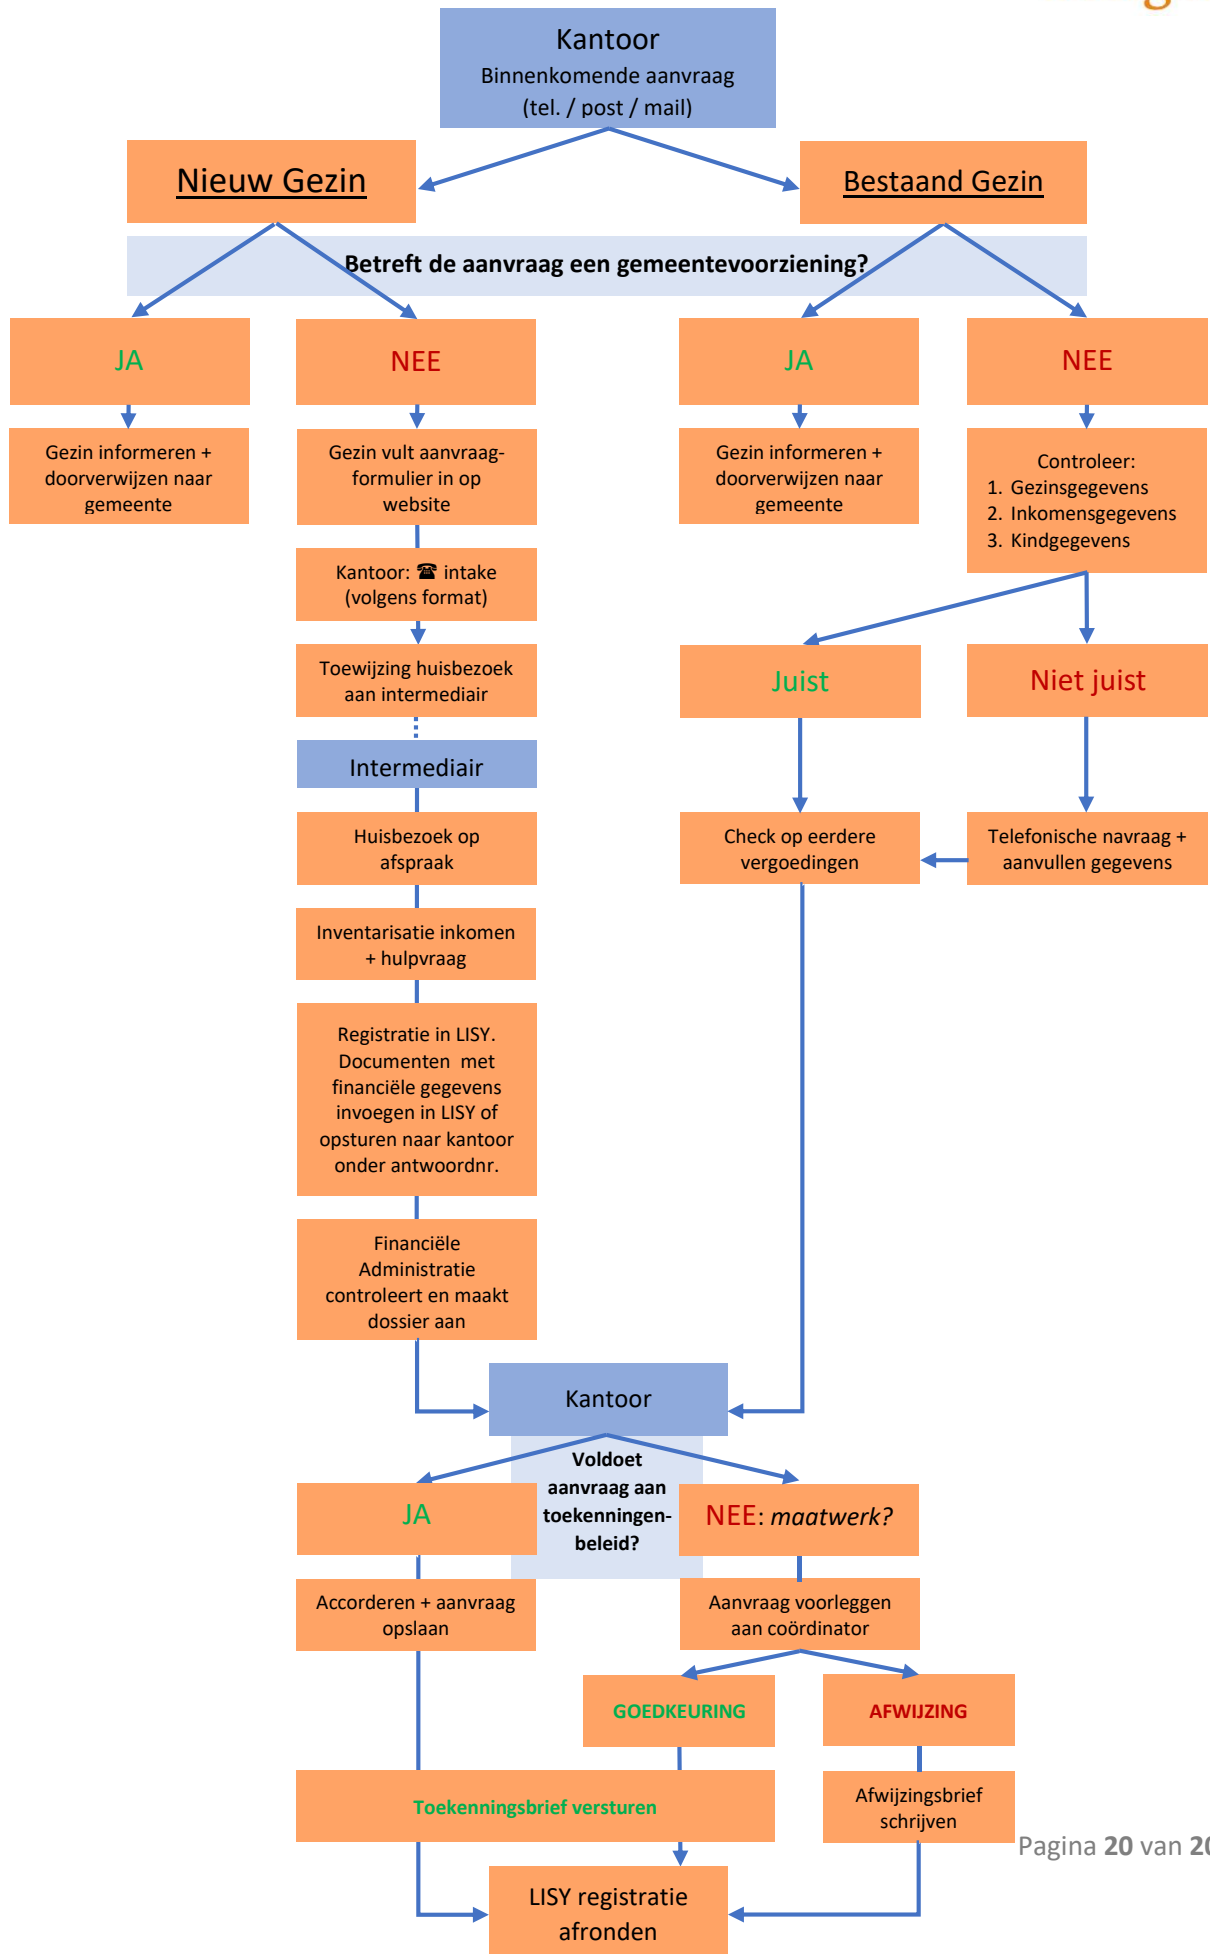 Kantoor
Binnenkomende aanvraag
(tel. / post / mail)
Nieuw Gezin
Bestaand Gezin
Betreft de aanvraag een gemeentevoorziening?
JA
NEE
JA
NEE
Gezin informeren +
doorverwijzen naar
gemeente
Gezin vult aanvraag-
formulier in op
website
Gezin informeren +
doorverwijzen naar
gemeente
Controleer:
1. Gezinsgegevens
2. Inkomensgegevens
3. Kindgegevens
Kantoor: ☎ intake
(volgens format)
Toewijzing huisbezoek
aan intermediair
Juist
Niet juist
Intermediair
Huisbezoek op
afspraak
Check op eerdere
vergoedingen
Telefonische navraag +
aanvullen gegevens
Inventarisatie inkomen
+ hulpvraag
Registratie in LISY.
Documenten met
financiële gegevens
invoegen in LISY of
opsturen naar kantoor
onder antwoordnr.
Financiële
Administratie
controleert en maakt
dossier aan
Kantoor
Voldoet
aanvraag aan
toekenningen-
beleid?
JA
NEE: maatwerk?
Accorderen + aanvraag
opslaan
Aanvraag voorleggen
aan coördinator
GOEDKEURING
AFWIJZING
Toekenningsbrief versturen
Afwijzingsbrief
schrijven
Pagina 20 van 20
LISY registratie
afronden